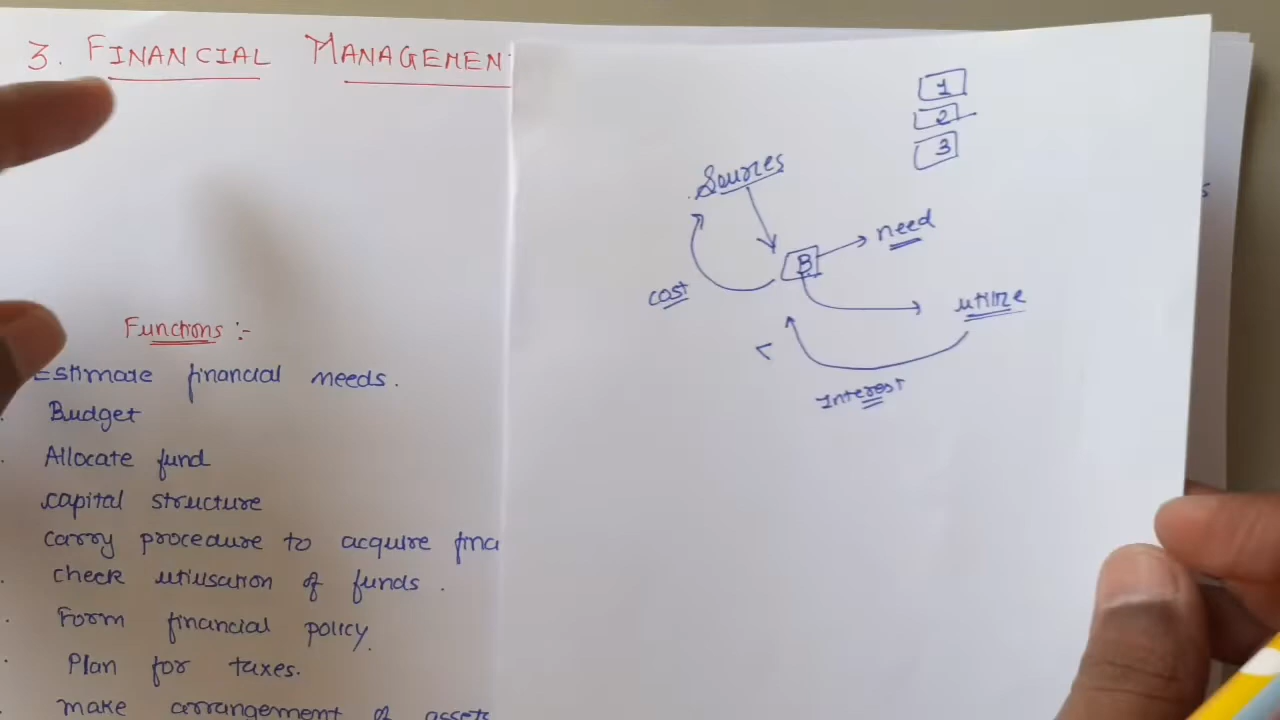 3. FINANCIAL MANAGEMEN
Functions :-
Estimate financial needs.
Budget
Allocate fund
capital structure
carry procedure to acquire fina
check utilisation of funds.
Form financial policy.
Plan for taxes.
make arrangement of assets
1
2
3
Sources
need
B
cost
utilize
Interest